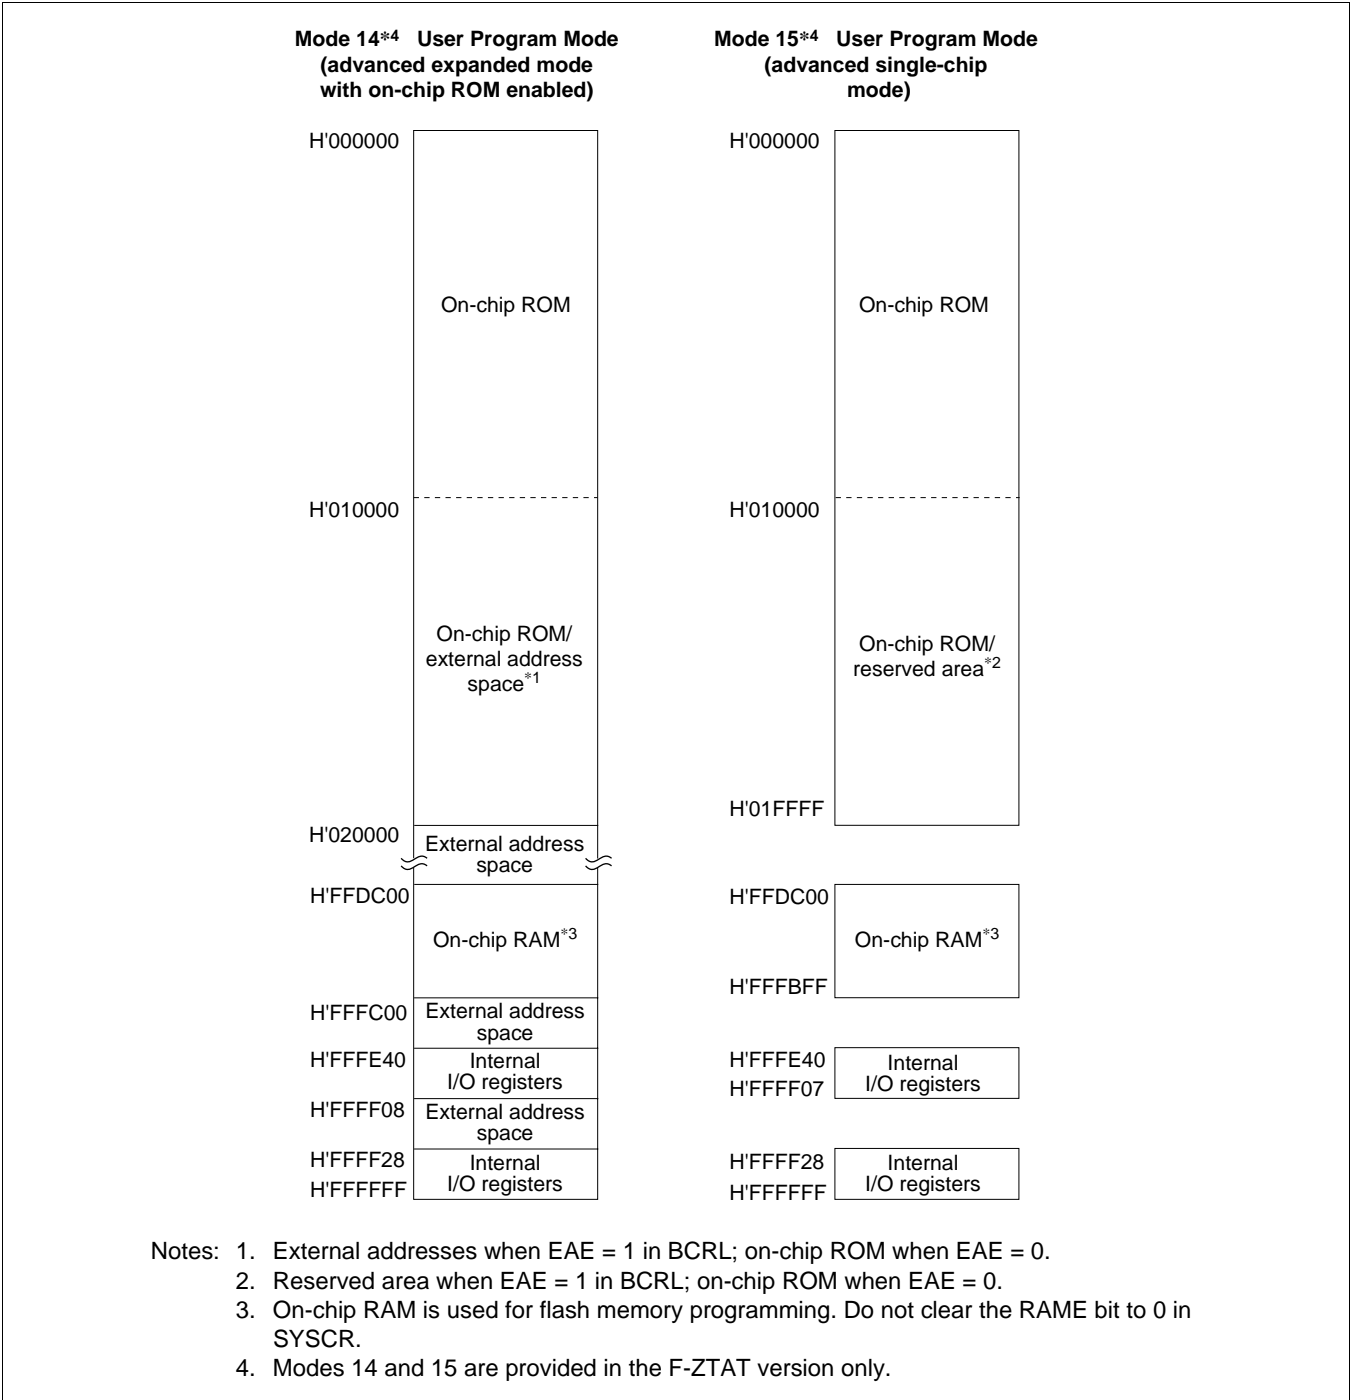 Mode 14*4 User Program Mode
(advanced expanded mode
with on-chip ROM enabled)
H'000000
On-chip ROM
H'010000
On-chip ROM/
external address
space*1
H'020000
External address
space
H'FFDC00
On-chip RAM*3
H'FFFC00
External address
space
H'FFFE40
Internal
I/O registers
H'FFFF08
External address
space
H'FFFF28
Internal
I/O registers
H'FFFFFF
Mode 15*4 User Program Mode
(advanced single-chip
mode)
H'000000
On-chip ROM
H'010000
On-chip ROM/
reserved area*2
H'01FFFF
H'FFDC00
On-chip RAM*3
H'FFFBFF
H'FFFE40
Internal
I/O registers
H'FFFF07
H'FFFF28
Internal
I/O registers
H'FFFFFF
Notes: 1. External addresses when EAE = 1 in BCRL; on-chip ROM when EAE = 0.
2. Reserved area when EAE = 1 in BCRL; on-chip ROM when EAE = 0.
3. On-chip RAM is used for flash memory programming. Do not clear the RAME bit to 0 in
SYSCR.
4. Modes 14 and 15 are provided in the F-ZTAT version only.